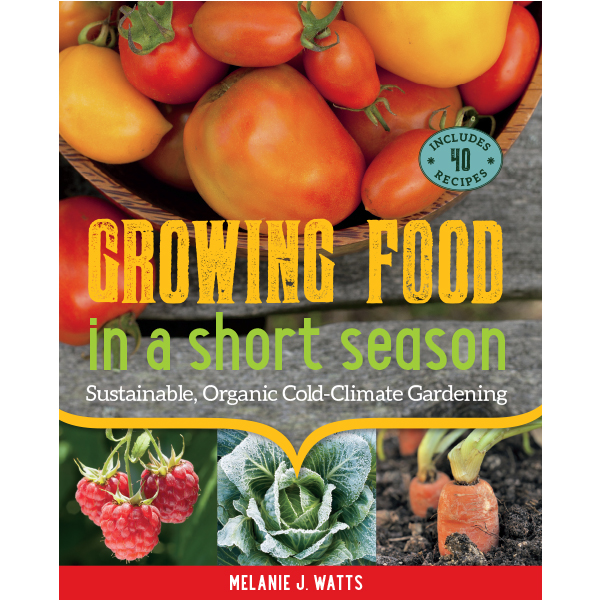 INCLUDES
40
RECIPES
GROWING FOOD
in a short season
Sustainable, Organic Cold-Climate Gardening
MELANIE J. WATTS